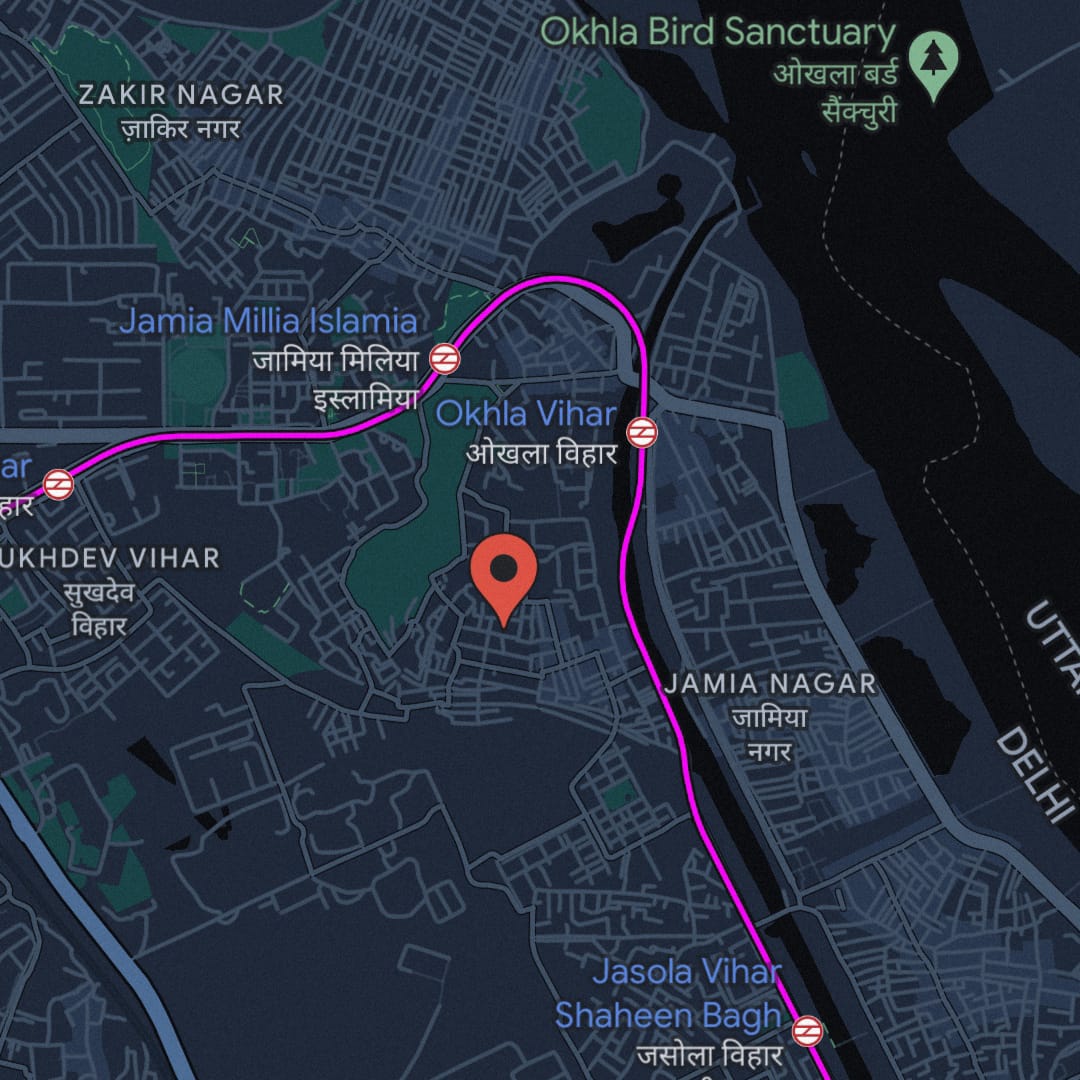 Okhla Bird Sanctuary
ओखला बर्ड
सैंक्चुरी
ZAKIR NAGAR
ज़ाकिर नगर
Jamia Millia Islamia
जामिया मिलिया
इस्लामिया
Okhla Vihar
ओखला विहार
ar
हार
UKHDEV VIHAR
सुखदेव
विहार
UTTA
JAMIA NAGAR
जामिया
नगर
DELHI
Jasola Vihar
Shaheen Bagh
जसोला विहार